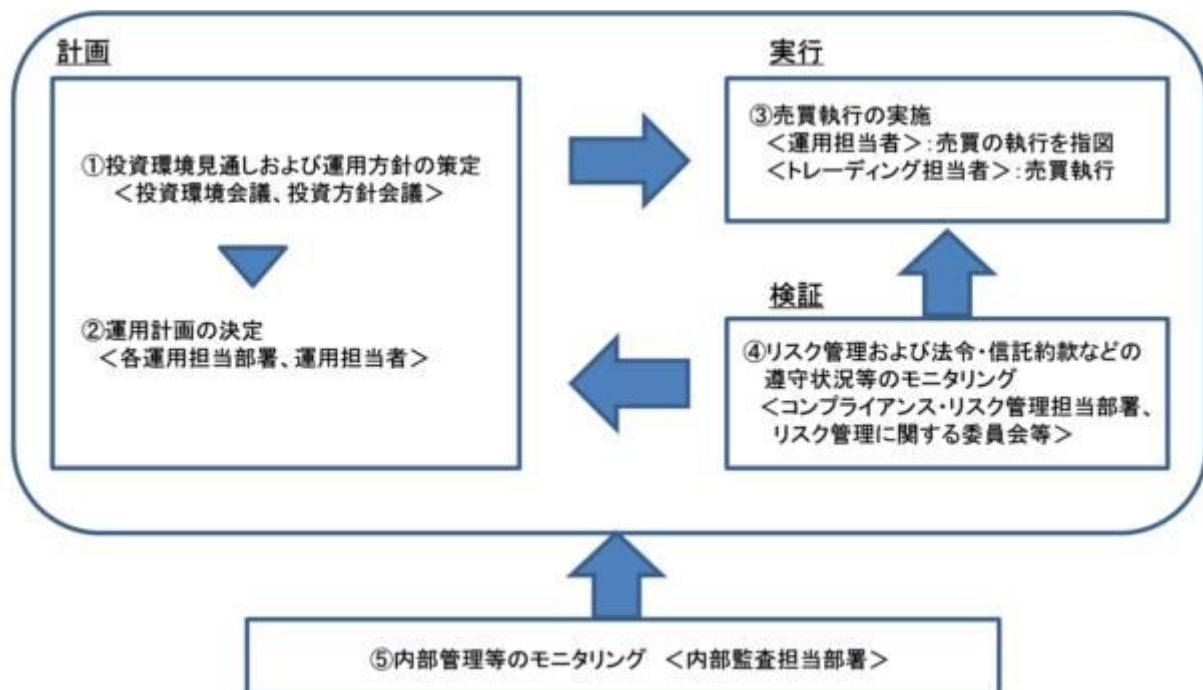 計画
①投資環境見通しおよび運用方針の策定
＜投資環境会議、投資方針会議＞
②運用計画の決定
＜各運用担当部署、運用担当者＞
実行
③売買執行の実施
＜運用担当者＞：売買の執行を指図
＜トレーディング担当者＞：売買執行
検証
④リスク管理および法令・信託約款などの
遵守状況等のモニタリング
＜コンプライアンス・リスク管理担当部署、
リスク管理に関する委員会等＞
⑤内部管理等のモニタリング ＜内部監査担当部署＞